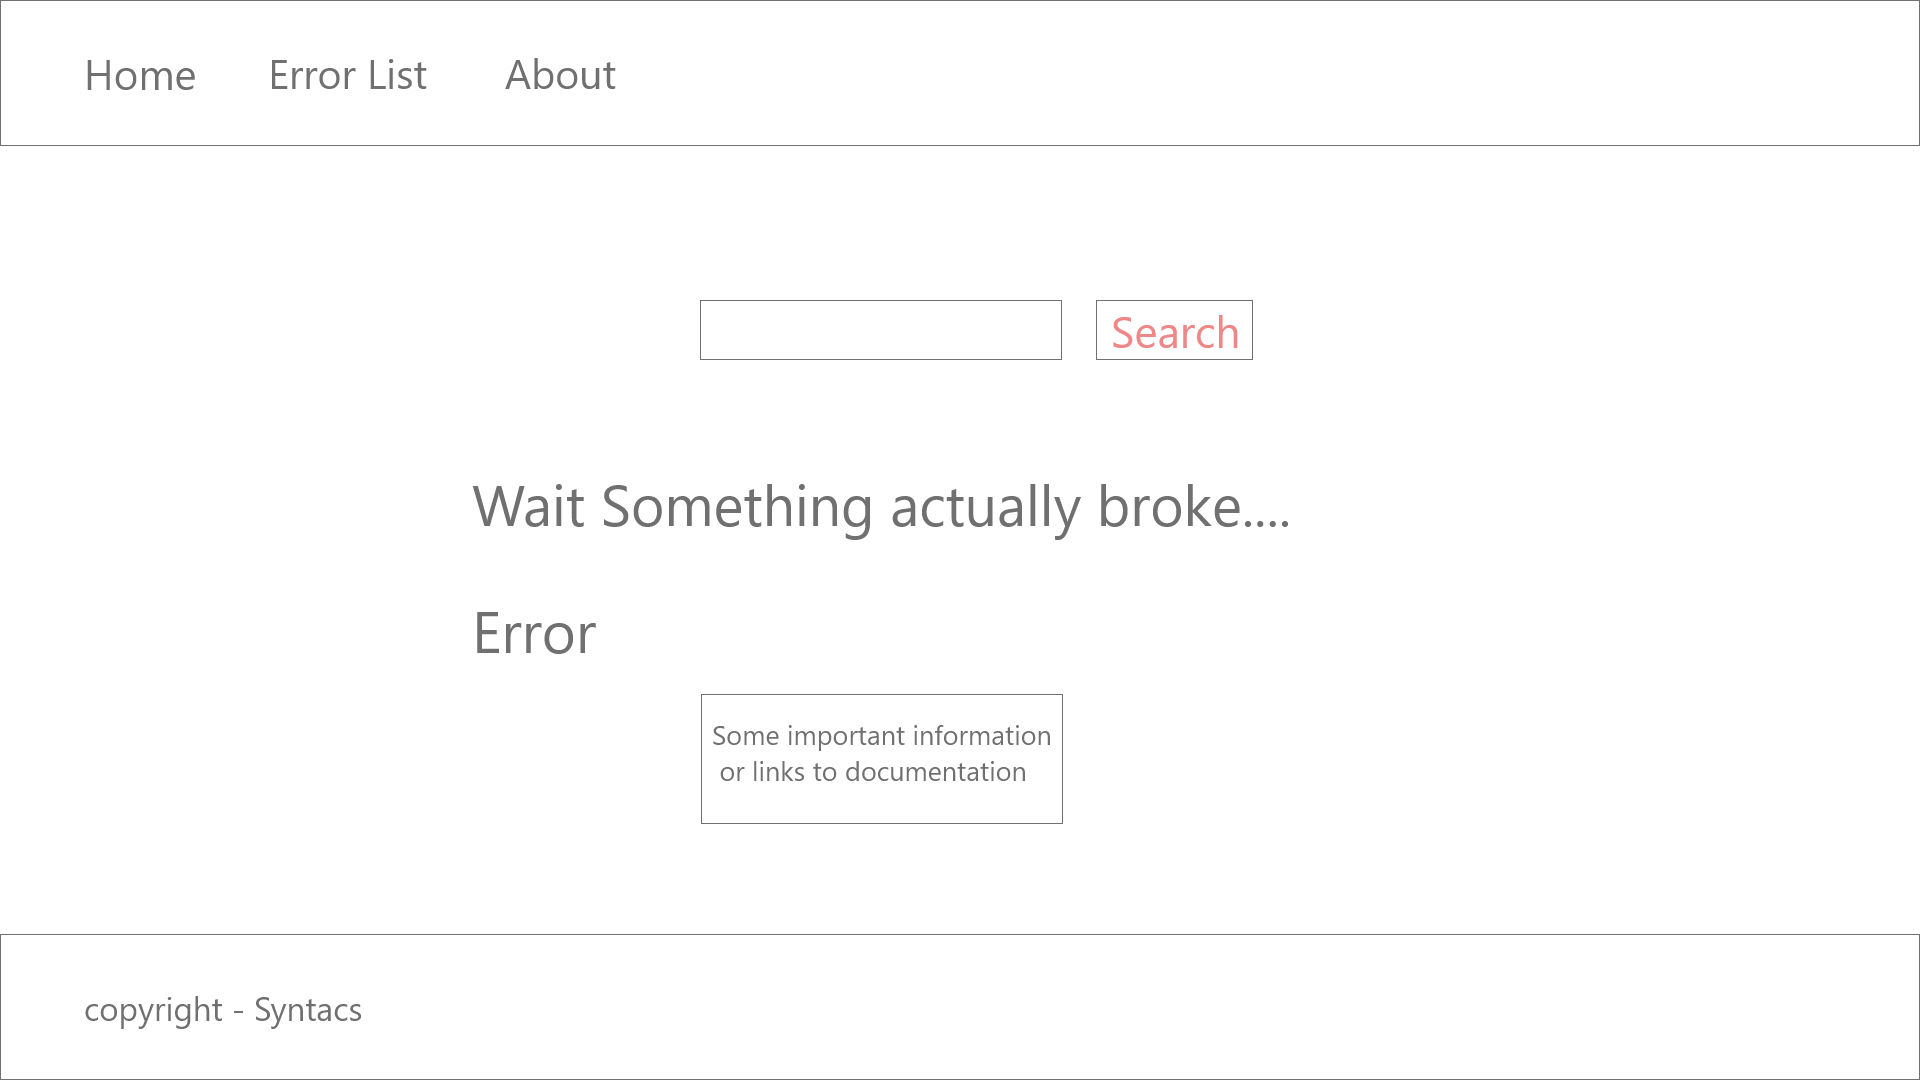 Home Error List About
Search
Wait Something actually broke....
Error
Some important information
or links to documentation
copyright - Syntacs